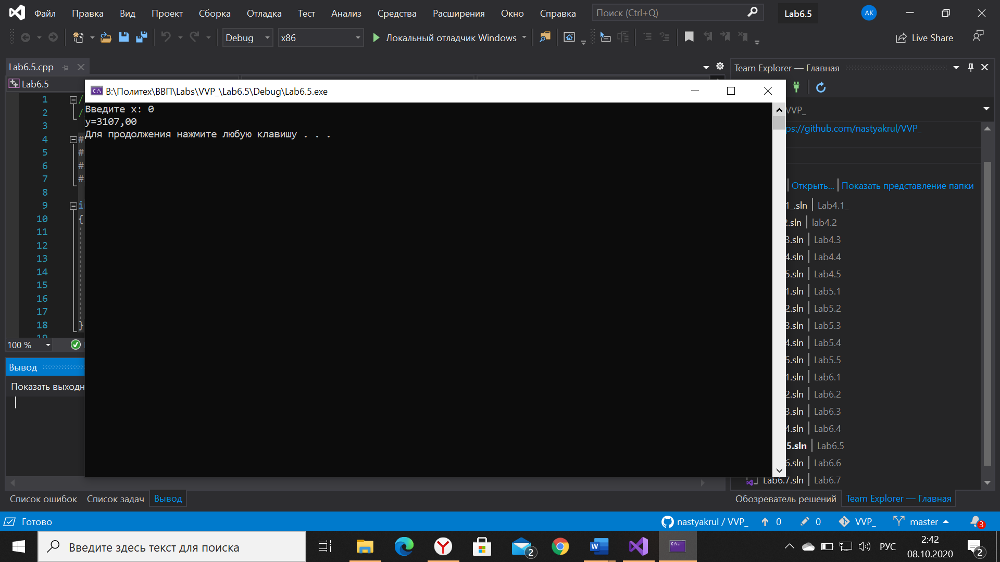 Файл Правка Вид Проект Сборка Отладка Тест Анализ Средства Расширения Окно Справка Поиск (Ctrl+Q) Lab6.5 AK
Debug x86 Локальный отладчик Windows Live Share
Lab6.5.cpp
Team Explorer — Главная
Lab6.5
B:\Политех\ВВП\Labs\VVP_\Lab6.5\Debug\Lab6.5.exe
Введите x: 0
y=3107,00
Для продолжения нажмите любую клавишу . . .
1 /
2 /
3
4 #
5 #
6 #
7 #
8
9 i
10 {
11
12
13
14
15
16
17
18 }
19
100 %
VVP_
ps://github.com/nastyakrul/VVP_
Открыть... Показать представление папки
1_.sln | Lab4.1_
2.sln | lab4.2
3.sln | Lab4.3
4.sln | Lab4.4
5.sln | Lab4.5
1.sln | Lab5.1
2.sln | Lab5.2
3.sln | Lab5.3
4.sln | Lab5.4
5.sln | Lab5.5
1.sln | Lab6.1
2.sln | Lab6.2
3.sln | Lab6.3
4.sln | Lab6.4
5.sln | Lab6.5
6.sln | Lab6.6
Lab6.7.sln | Lab6.7
Вывод
Показать выходн
Список ошибок Список задач Вывод
Обозреватель решений Team Explorer — Главная
Готово
nastyakrul / VVP_ 0 0 VVP_ master 3
Введите здесь текст для поиска
2
РУС
2:42
08.10.2020
2